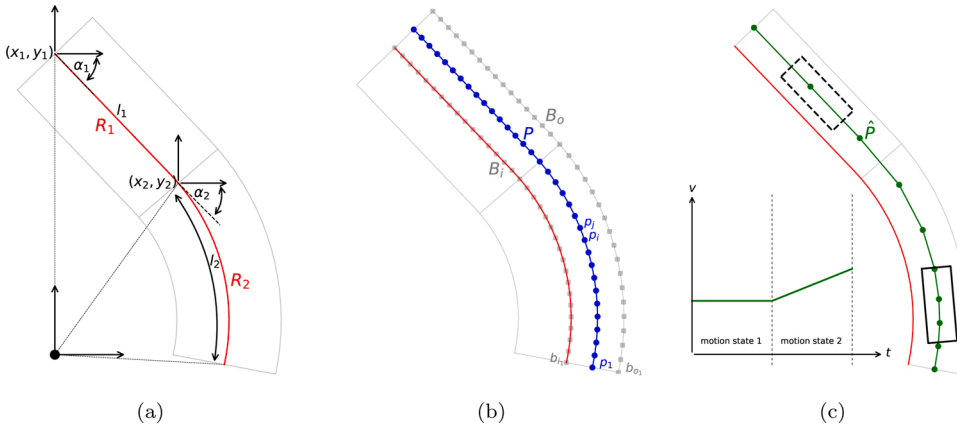 (x₁, y₁)
α₁
l₁
R₁
(x₂, y₂)
α₂
l₂
R₂
(a)
Bₒ
P
Bᵢ
pⱼ
pᵢ
bᵢ₁
p₁
bₒ₁
(b)
P̂
v
motion state 1
motion state 2
t
(c)